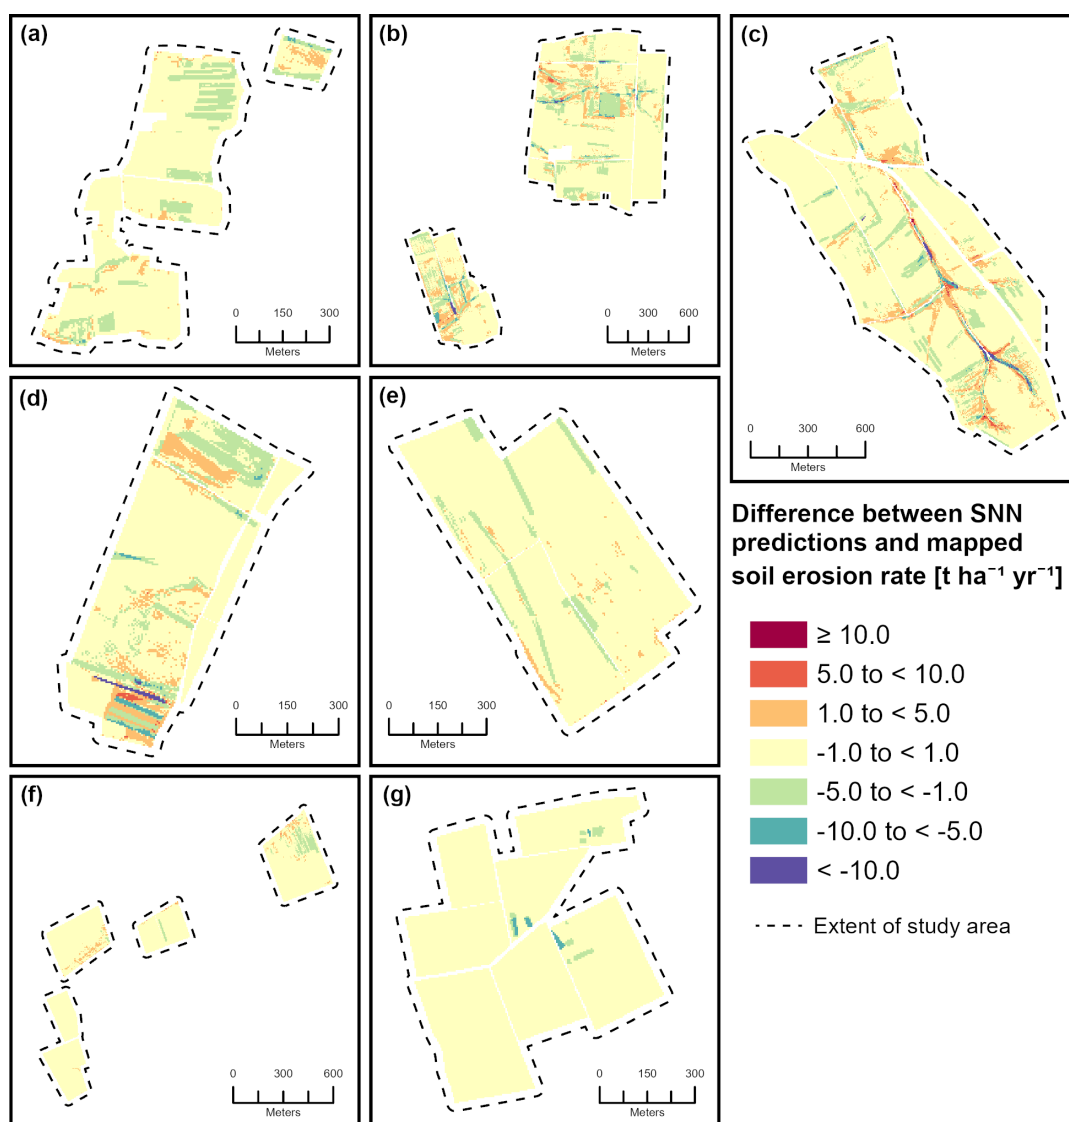 (a)
0 150 300
Meters
(b)
0 300 600
Meters
(c)
0 300 600
Meters
(d)
0 150 300
Meters
(e)
0 150 300
Meters
(f)
0 300 600
Meters
(g)
0 150 300
Meters
Difference between SNN
predictions and mapped
soil erosion rate [t ha⁻¹ yr⁻¹]
≥ 10.0
5.0 to < 10.0
1.0 to < 5.0
-1.0 to < 1.0
-5.0 to < -1.0
-10.0 to < -5.0
< -10.0
Extent of study area